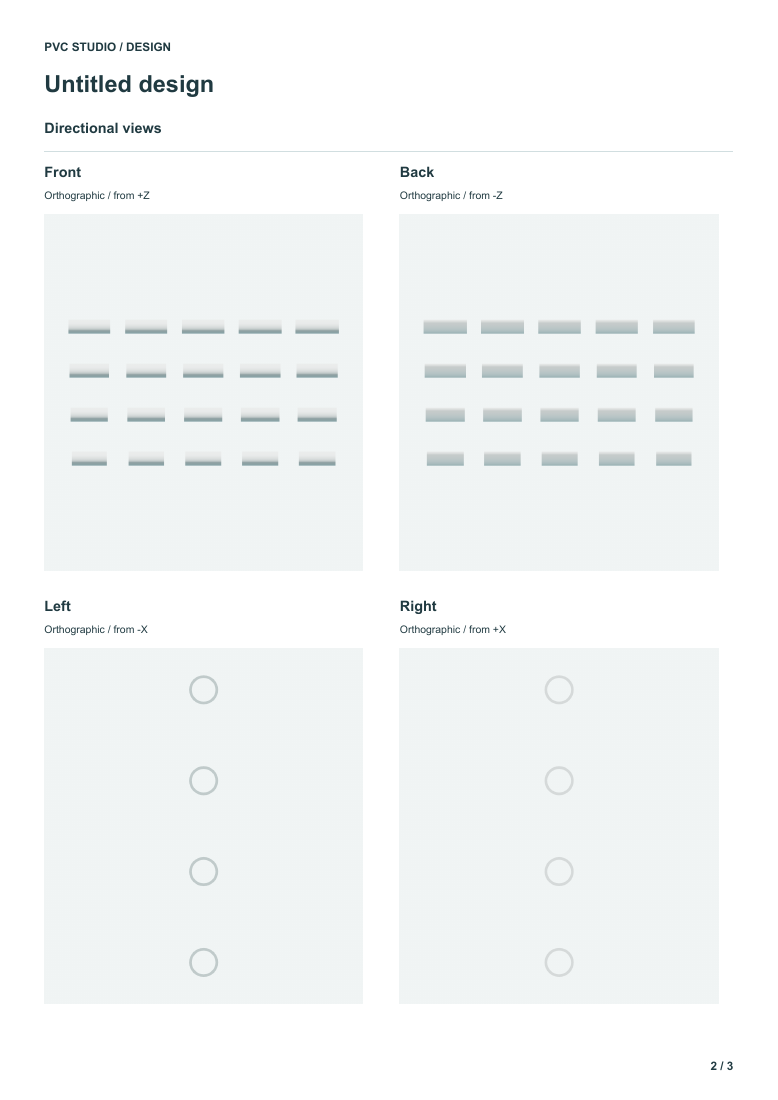 PVC STUDIO / DESIGN
Untitled design
Directional views
Front
Orthographic / from +Z
Back
Orthographic / from -Z
Left
Orthographic / from -X
Right
Orthographic / from +X
2 / 3